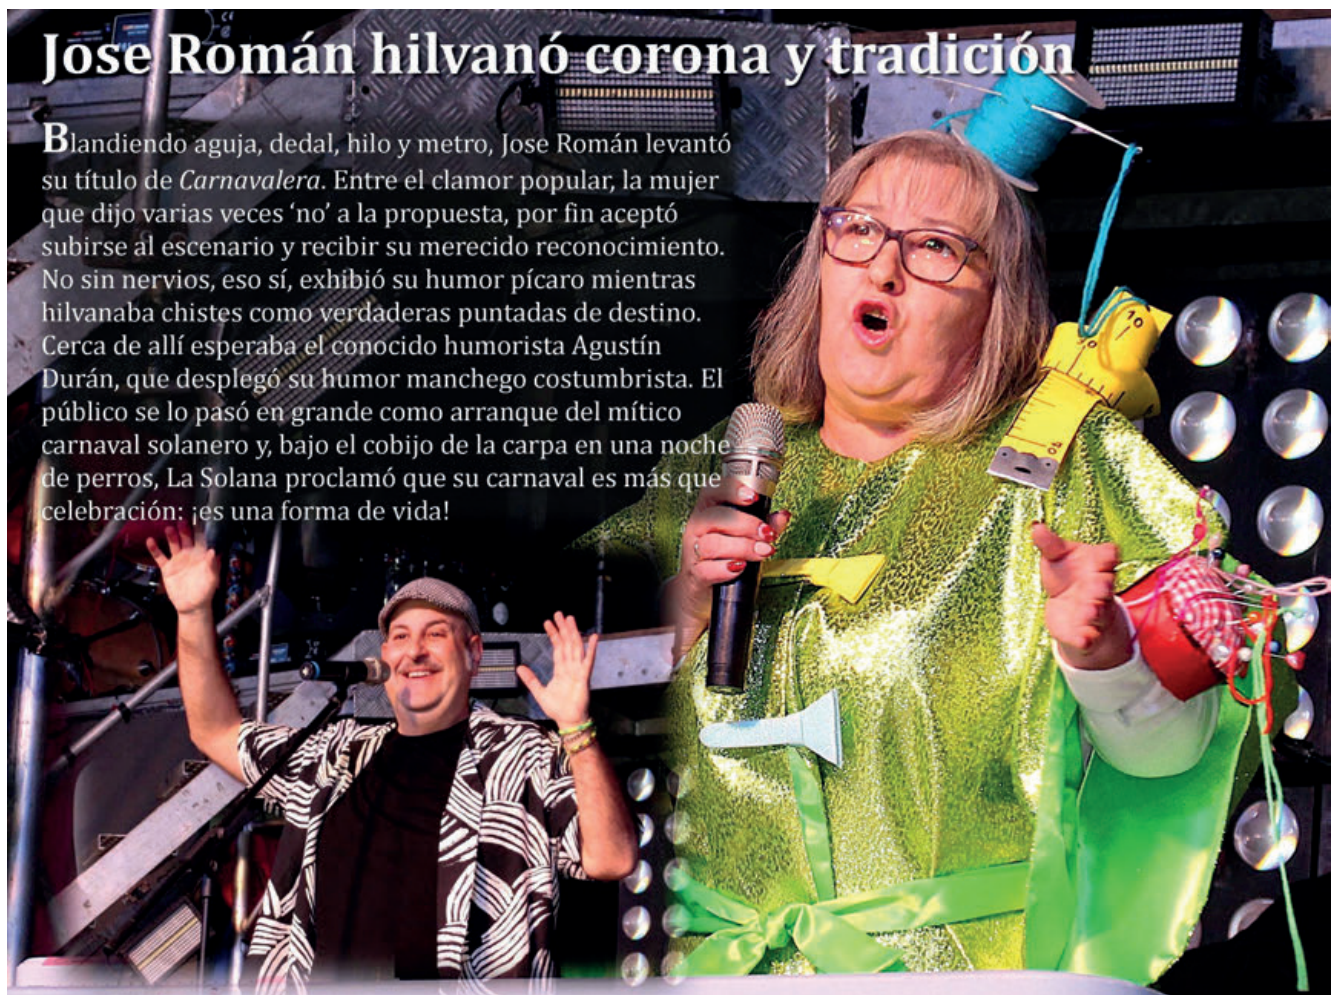 Jose Román hilvanó corona y tradición
Blandiendo aguja, dedal, hilo y metro, Jose Román levantó
su título de Carnavalera. Entre el clamor popular, la mujer
que dijo varias veces ‘no’ a la propuesta, por fin aceptó
subirse al escenario y recibir su merecido reconocimiento.
No sin nervios, eso sí, exhibió su humor pícaro mientras
hilvanaba chistes como verdaderas puntadas de destino.
Cerca de allí esperaba el conocido humorista Agustín
Durán, que desplegó su humor manchego costumbrista. El
público se lo pasó en grande como arranque del mítico
carnaval solanero y, bajo el cobijo de la carpa en una noche
de perros, La Solana proclamó que su carnaval es más que
celebración: ¡es una forma de vida!
10